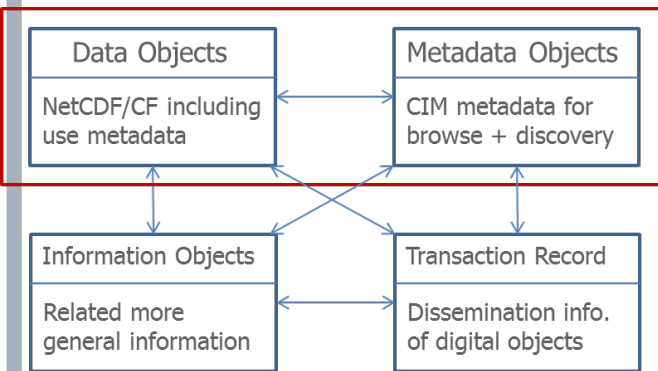 Data Objects
NetCDF/CF including
use metadata
Metadata Objects
CIM metadata for
browse + discovery
Information Objects
Related more
general information
Transaction Record
Dissemination info.
of digital objects